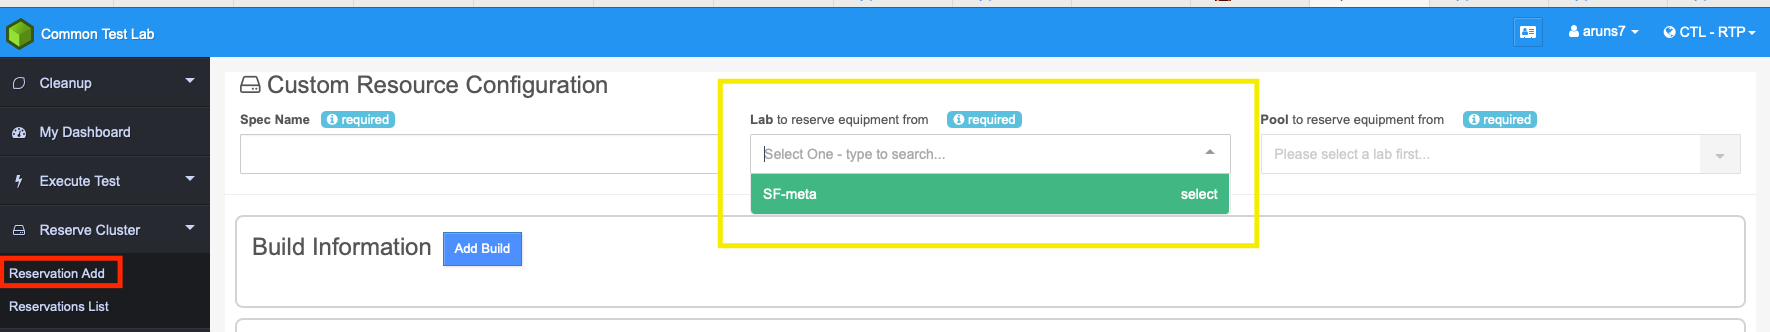 Common Test Lab
aruns7
CTL - RTP
Cleanup
My Dashboard
Execute Test
Reserve Cluster
Reservation Add
Reservations List
Custom Resource Configuration
Spec Name required
Lab to reserve equipment from required
Pool to reserve equipment from required
Select One - type to search...
Please select a lab first...
SF-meta select
Build Information Add Build